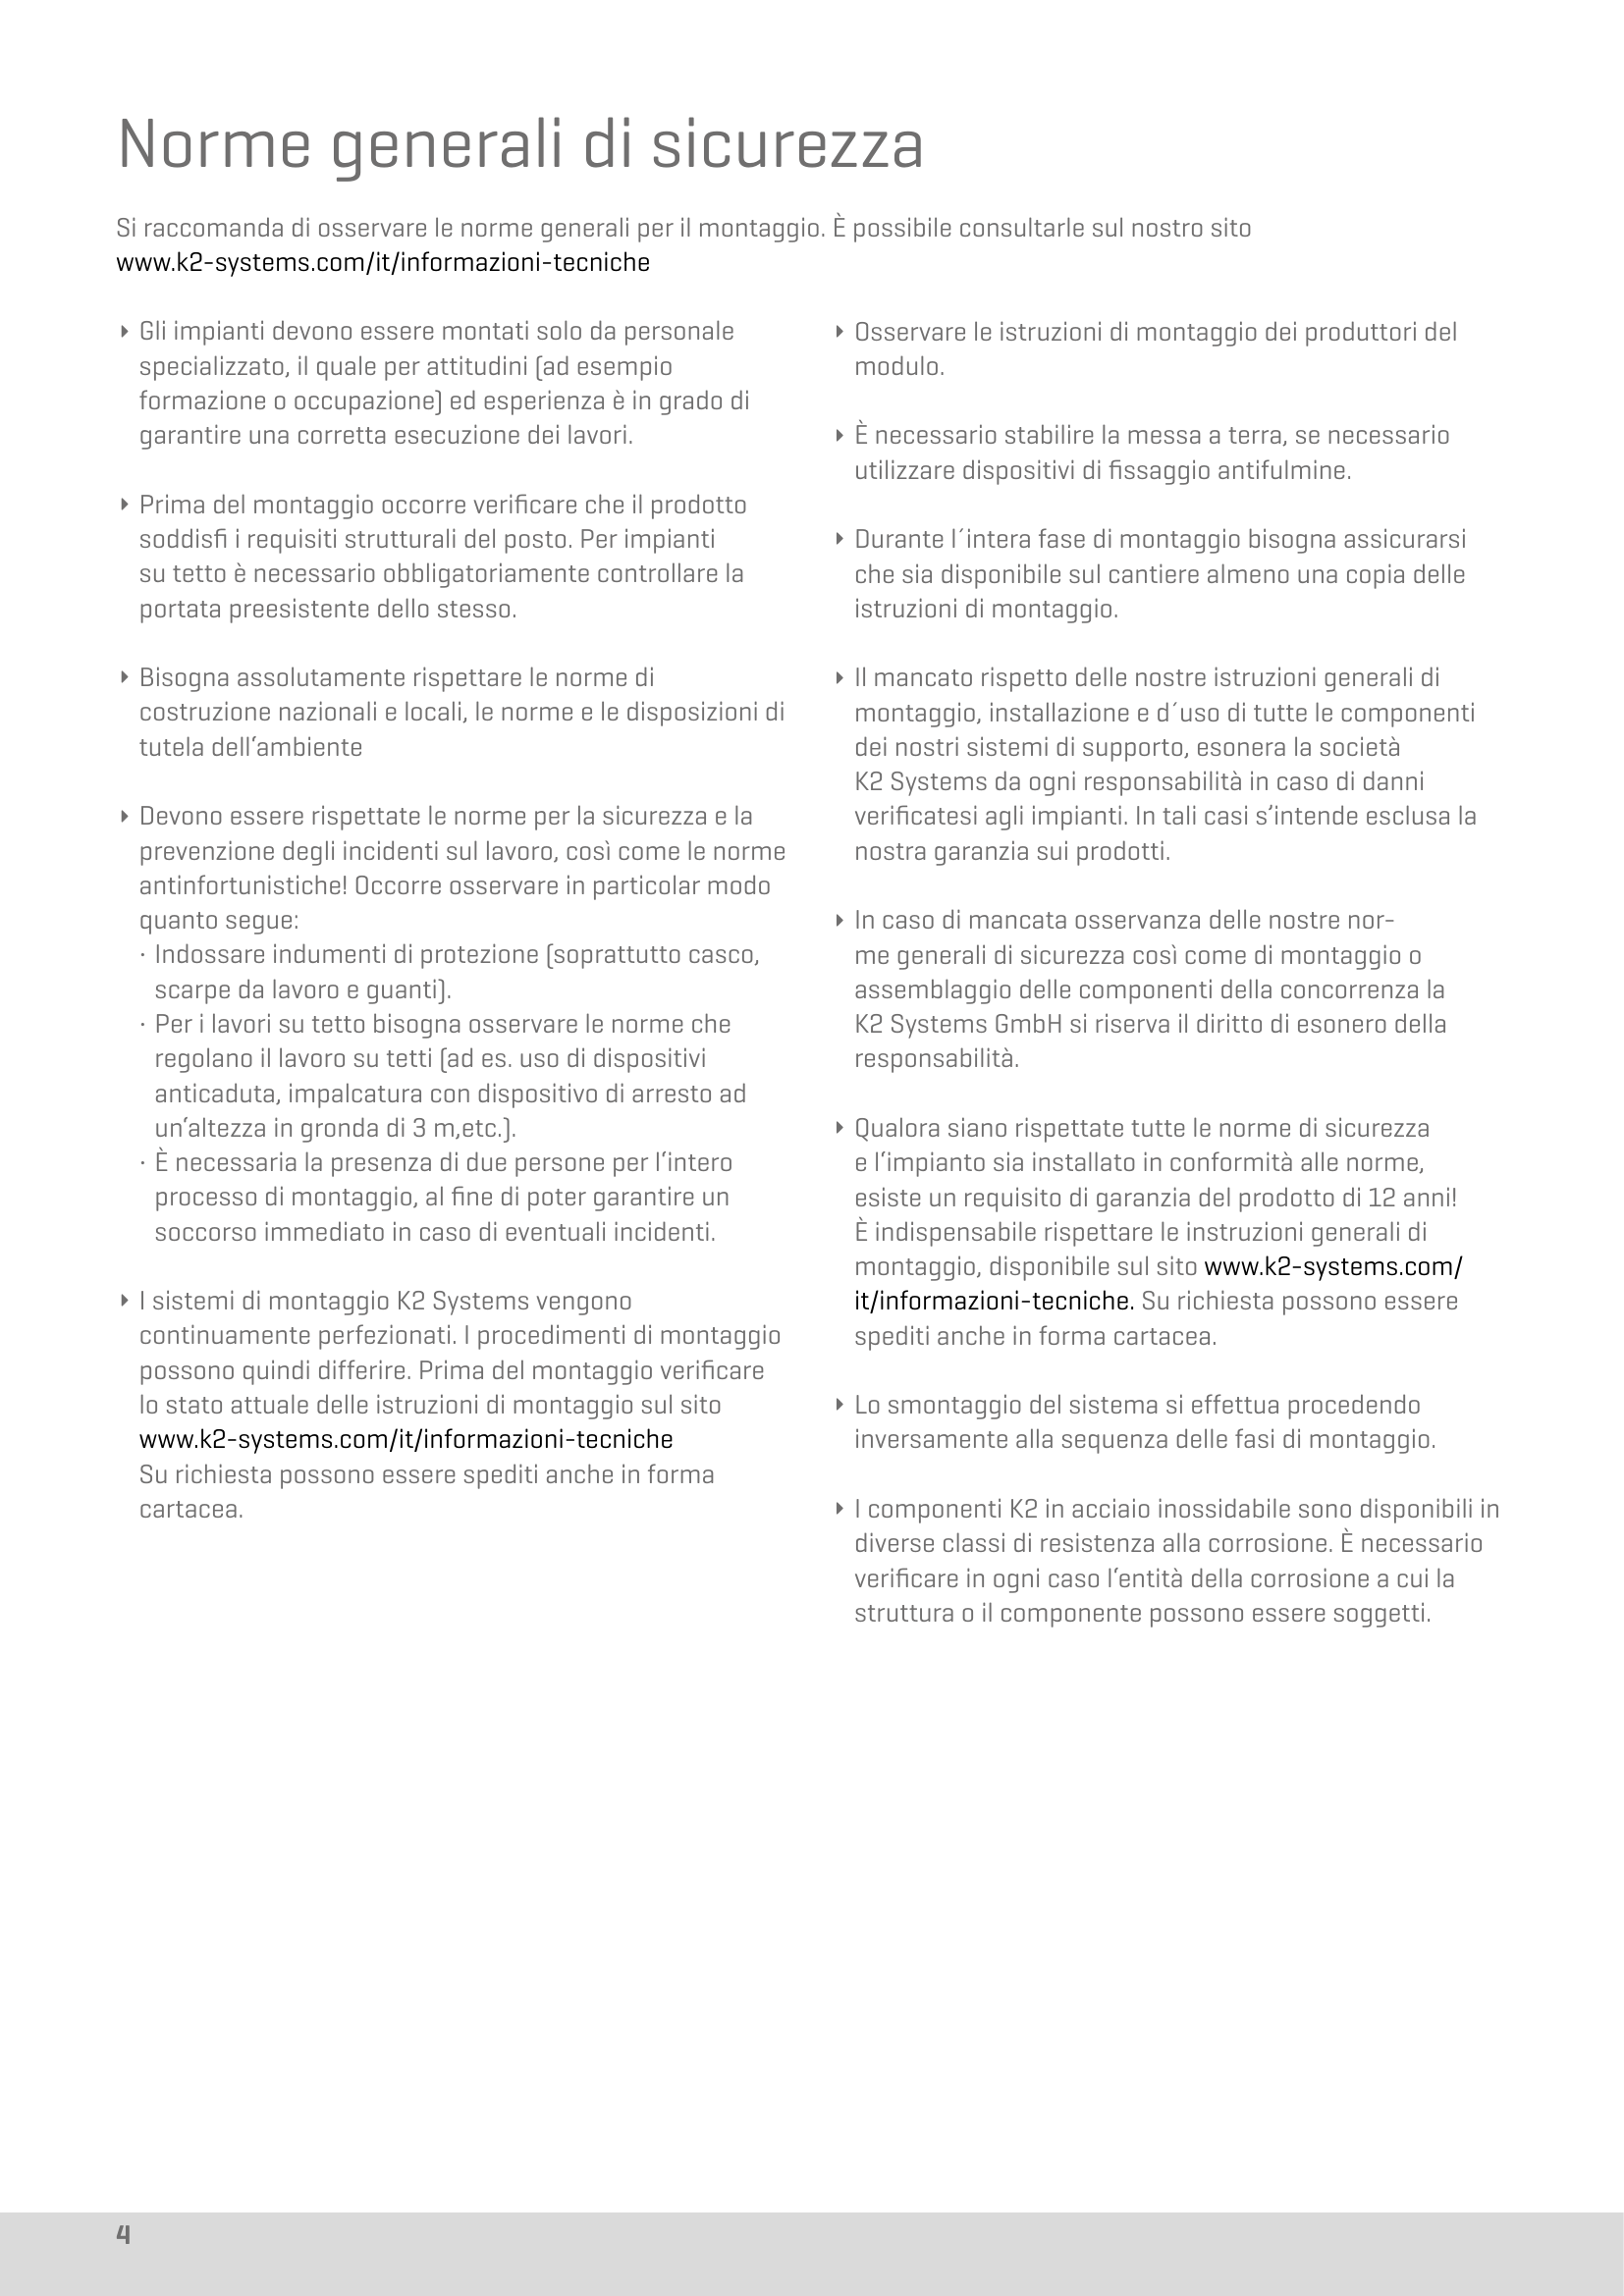 Norme generali di sicurezza
Si raccomanda di osservare le norme generali per il montaggio. È possibile consultarle sul nostro sito
www.k2-systems.com/it/informazioni-tecniche
Gli impianti devono essere montati solo da personale
specializzato, il quale per attitudini (ad esempio
formazione o occupazione) ed esperienza è in grado di
garantire una corretta esecuzione dei lavori.
Prima del montaggio occorre verificare che il prodotto
soddisfi i requisiti strutturali del posto. Per impianti
su tetto è necessario obbligatoriamente controllare la
portata preesistente dello stesso.
Bisogna assolutamente rispettare le norme di
costruzione nazionali e locali, le norme e le disposizioni di
tutela dell‘ambiente
Devono essere rispettate le norme per la sicurezza e la
prevenzione degli incidenti sul lavoro, così come le norme
antinfortunistiche! Occorre osservare in particolar modo
quanto segue:
· Indossare indumenti di protezione (soprattutto casco,
scarpe da lavoro e guanti).
· Per i lavori su tetto bisogna osservare le norme che
regolano il lavoro su tetti (ad es. uso di dispositivi
anticaduta, impalcatura con dispositivo di arresto ad
un‘altezza in gronda di 3 m,etc.).
· È necessaria la presenza di due persone per l‘intero
processo di montaggio, al fine di poter garantire un
soccorso immediato in caso di eventuali incidenti.
I sistemi di montaggio K2 Systems vengono
continuamente perfezionati. I procedimenti di montaggio
possono quindi differire. Prima del montaggio verificare
lo stato attuale delle istruzioni di montaggio sul sito
www.k2-systems.com/it/informazioni-tecniche
Su richiesta possono essere spediti anche in forma
cartacea.
Osservare le istruzioni di montaggio dei produttori del
modulo.
È necessario stabilire la messa a terra, se necessario
utilizzare dispositivi di fissaggio antifulmine.
Durante l´intera fase di montaggio bisogna assicurarsi
che sia disponibile sul cantiere almeno una copia delle
istruzioni di montaggio.
Il mancato rispetto delle nostre istruzioni generali di
montaggio, installazione e d´uso di tutte le componenti
dei nostri sistemi di supporto, esonera la società
K2 Systems da ogni responsabilità in caso di danni
verificatesi agli impianti. In tali casi s’intende esclusa la
nostra garanzia sui prodotti.
In caso di mancata osservanza delle nostre nor-
me generali di sicurezza così come di montaggio o
assemblaggio delle componenti della concorrenza la
K2 Systems GmbH si riserva il diritto di esonero della
responsabilità.
Qualora siano rispettate tutte le norme di sicurezza
e l‘impianto sia installato in conformità alle norme,
esiste un requisito di garanzia del prodotto di 12 anni!
È indispensabile rispettare le instruzioni generali di
montaggio, disponibile sul sito www.k2-systems.com/
it/informazioni-tecniche. Su richiesta possono essere
spediti anche in forma cartacea.
Lo smontaggio del sistema si effettua procedendo
inversamente alla sequenza delle fasi di montaggio.
I componenti K2 in acciaio inossidabile sono disponibili in
diverse classi di resistenza alla corrosione. È necessario
verificare in ogni caso l‘entità della corrosione a cui la
struttura o il componente possono essere soggetti.
4